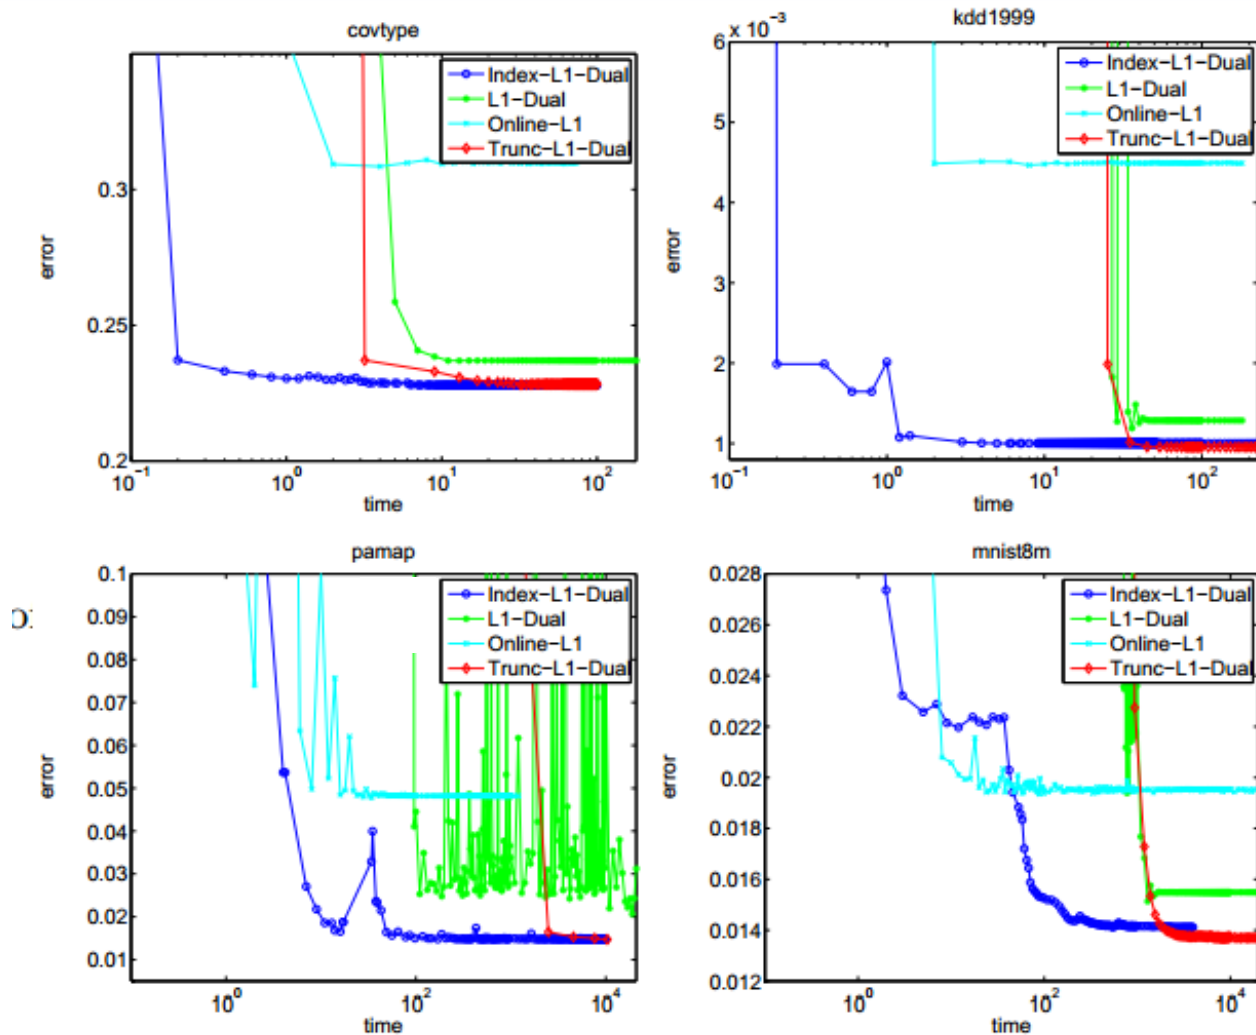 covtype
Index-L1-Dual
L1-Dual
Online-L1
Trunc-L1-Dual
0.3
0.25
0.2
error
10^-1 10^0 10^1 10^2
time
kdd1999
x 10^-3
Index-L1-Dual
L1-Dual
Online-L1
Trunc-L1-Dual
6
5
4
3
2
1
error
10^-1 10^0 10^1 10^2
time
pamap
Index-L1-Dual
L1-Dual
Online-L1
Trunc-L1-Dual
0.1
0.09
0.08
0.07
0.06
0.05
0.04
0.03
0.02
0.01
error
10^0 10^2 10^4
time
mnist8m
Index-L1-Dual
L1-Dual
Online-L1
Trunc-L1-Dual
0.028
0.026
0.024
0.022
0.02
0.018
0.016
0.014
0.012
error
10^0 10^2 10^4
time